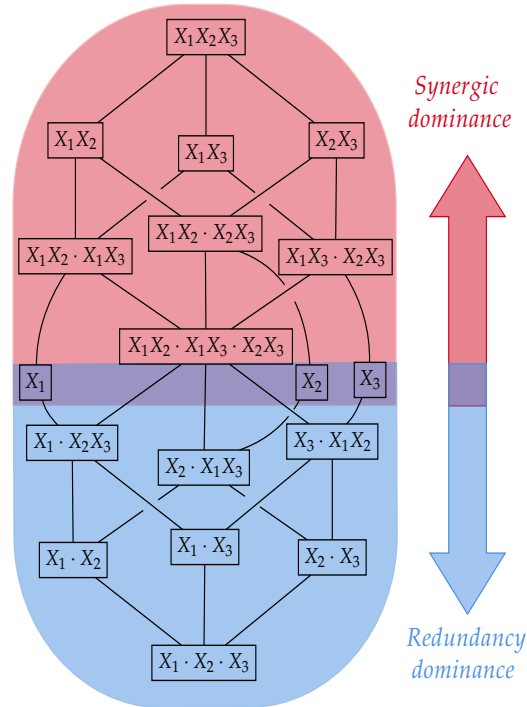 X₁X₂X₃
Synergic
dominance
X₁X₂
X₁X₃
X₂X₃
X₁X₂ · X₂X₃
X₁X₂ · X₁X₃
X₁X₃ · X₂X₃
X₁X₂ · X₁X₃ · X₂X₃
X₁
X₂
X₃
X₁ · X₂X₃
X₃ · X₁X₂
X₂ · X₁X₃
X₁ · X₂
X₁ · X₃
X₂ · X₃
X₁ · X₂ · X₃
Redundancy
dominance